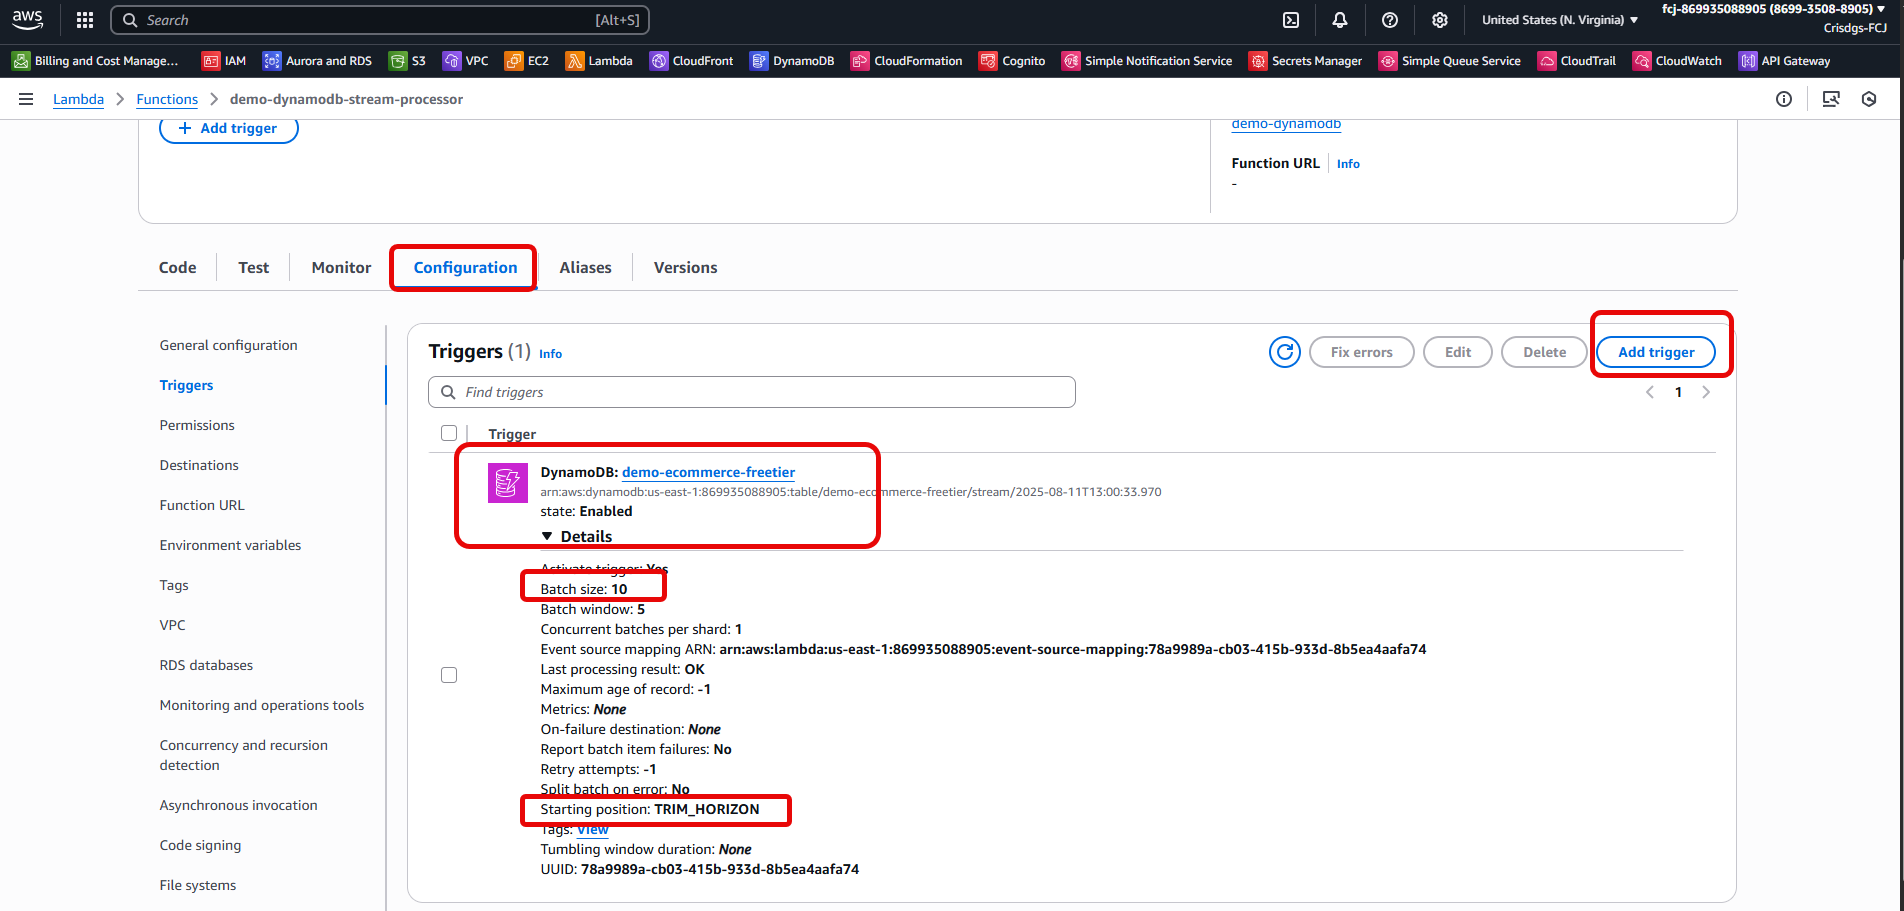 aws
Search [Alt+S]
United States (N. Virginia) ▼
fcj-869935088905 (8699-3508-8905) ▼
Crisdgs-FCJ
Billing and Cost Manage... IAM Aurora and RDS S3 VPC EC2 Lambda CloudFront DynamoDB CloudFormation Cognito Simple Notification Service Secrets Manager Simple Queue Service CloudTrail CloudWatch API Gateway
Lambda > Functions > demo-dynamodb-stream-processor
+ Add trigger
demo-dynamodb
Function URL Info
-
Code Test Monitor Configuration Aliases Versions
General configuration
Triggers
Permissions
Destinations
Function URL
Environment variables
Tags
VPC
RDS databases
Monitoring and operations tools
Concurrency and recursion
detection
Asynchronous invocation
Code signing
File systems
Triggers (1) Info
Fix errors Edit Delete Add trigger
Find triggers
< 1 >
Trigger
DynamoDB: demo-ecommerce-freetier
arn:aws:dynamodb:us-east-1:869935088905:table/demo-ecommerce-freetier/stream/2025-08-11T13:00:33.970
state: Enabled
▼ Details
Activate trigger: Yes
Batch size: 10
Batch window: 5
Concurrent batches per shard: 1
Event source mapping ARN: arn:aws:lambda:us-east-1:869935088905:event-source-mapping:78a9989a-cb03-415b-933d-8b5ea4aafa74
Last processing result: OK
Maximum age of record: -1
Metrics: None
On-failure destination: None
Report batch item failures: No
Retry attempts: -1
Split batch on error: No
Starting position: TRIM_HORIZON
Tags: View
Tumbling window duration: None
UUID: 78a9989a-cb03-415b-933d-8b5ea4aafa74